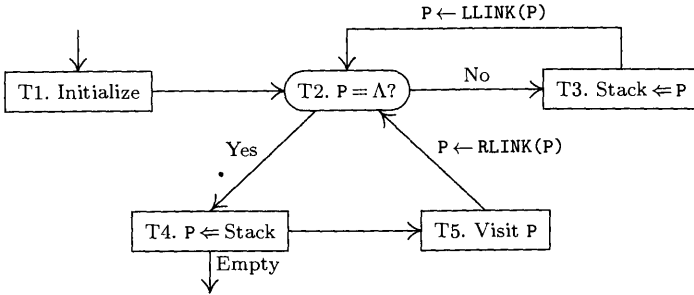 P ← LLINK(P)
T1. Initialize
T2. P = Λ?
No
T3. Stack ⇐ P
Yes
P ← RLINK(P)
T4. P ⇐ Stack
T5. Visit P
Empty